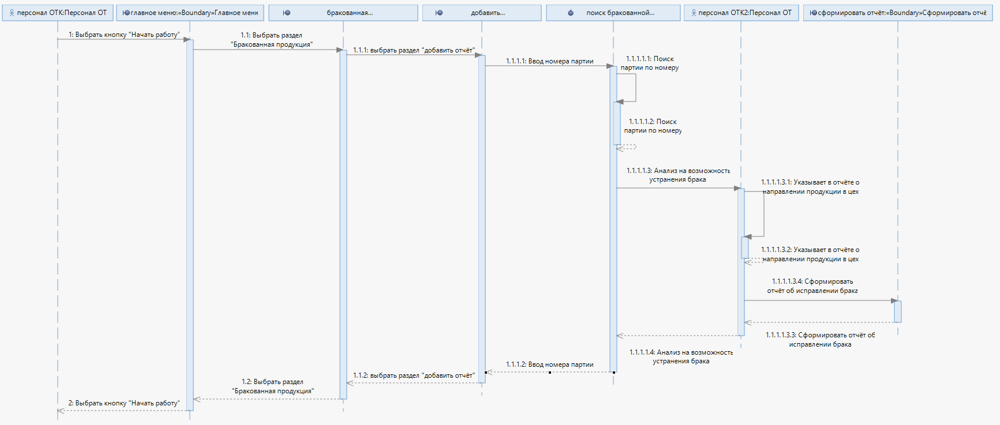 персонал ОТК:Персонал ОТ
главное меню:«Boundary»Главное меню
бракованная...
добавить...
поиск бракованной...
персонал ОТК2:Персонал ОТ
сформировать отчёт:«Boundary»Сформировать отчё
1: Выбрать кнопку "Начать работу"
1.1: Выбрать раздел
"Бракованная продукция"
1.1.1: выбрать раздел "добавить отчёт"
1.1.1.1: Ввод номера партии
1.1.1.1.1: Поиск
партии по номеру
1.1.1.1.2: Поиск
партии по номеру
1.1.1.1.3: Анализ на возможность
устранения брака
1.1.1.1.3.1: Указывает в отчёте о
направлении продукции в цех
1.1.1.1.3.2: Указывает в отчёте о
направлении продукции в цех
1.1.1.1.3.4: Сформировать
отчёт об исправлении брака
1.1.1.1.3.3: Сформировать отчёт об
исправлении брака
1.1.1.1.4: Анализ на возможность
устранения брака
1.1.1.2: Ввод номера партии
1.1.2: выбрать раздел "добавить отчёт"
1.2: Выбрать раздел
"Бракованная продукция"
2: Выбрать кнопку "Начать работу"